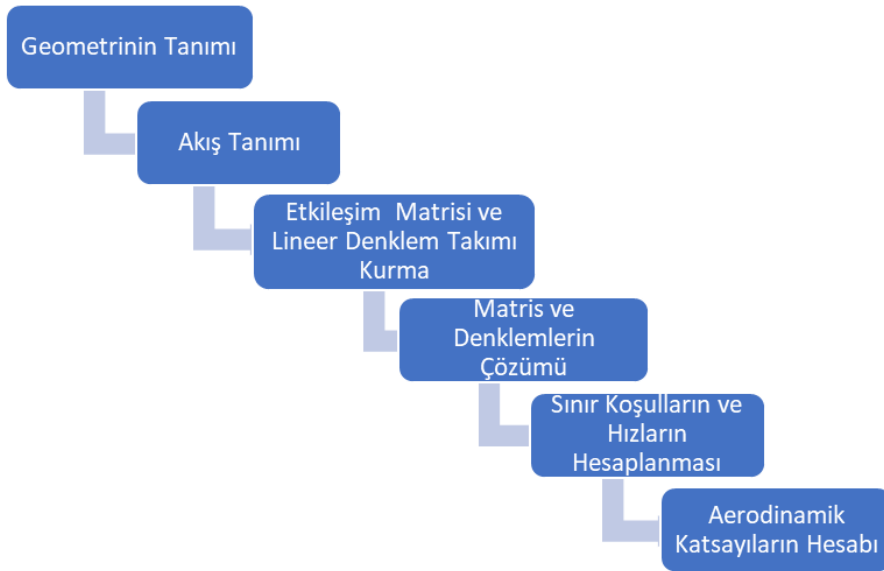 Geometrinin Tanımı
Akış Tanımı
Etkileşim Matrisi ve
Lineer Denklem Takımı
Kurma
Matris ve
Denklemlerin
Çözümü
Sınır Koşulların ve
Hızların
Hesaplanması
Aerodinamik
Katsayıların Hesabı